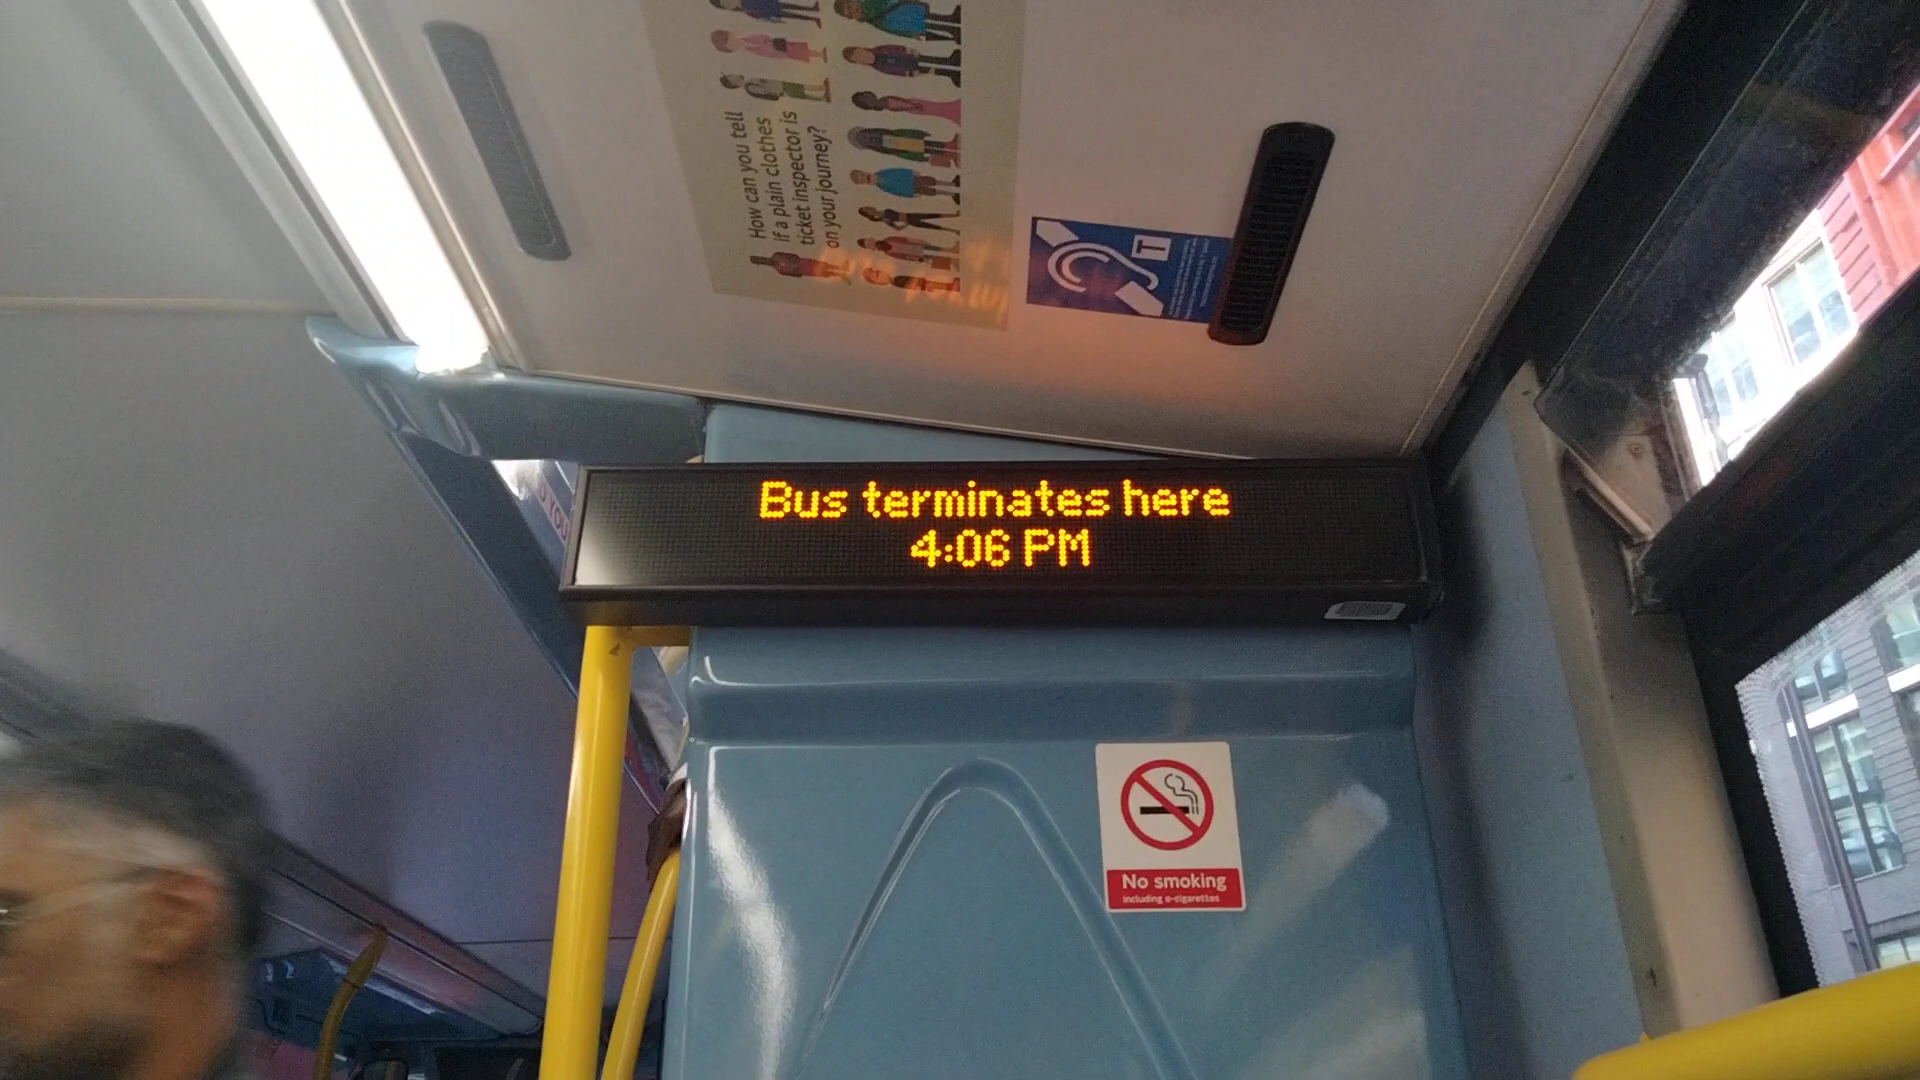 How can you tell
if a plain clothes
ticket inspector is
on your journey?
T
Bus terminates here
4:06 PM
No smoking
including e-cigarettes